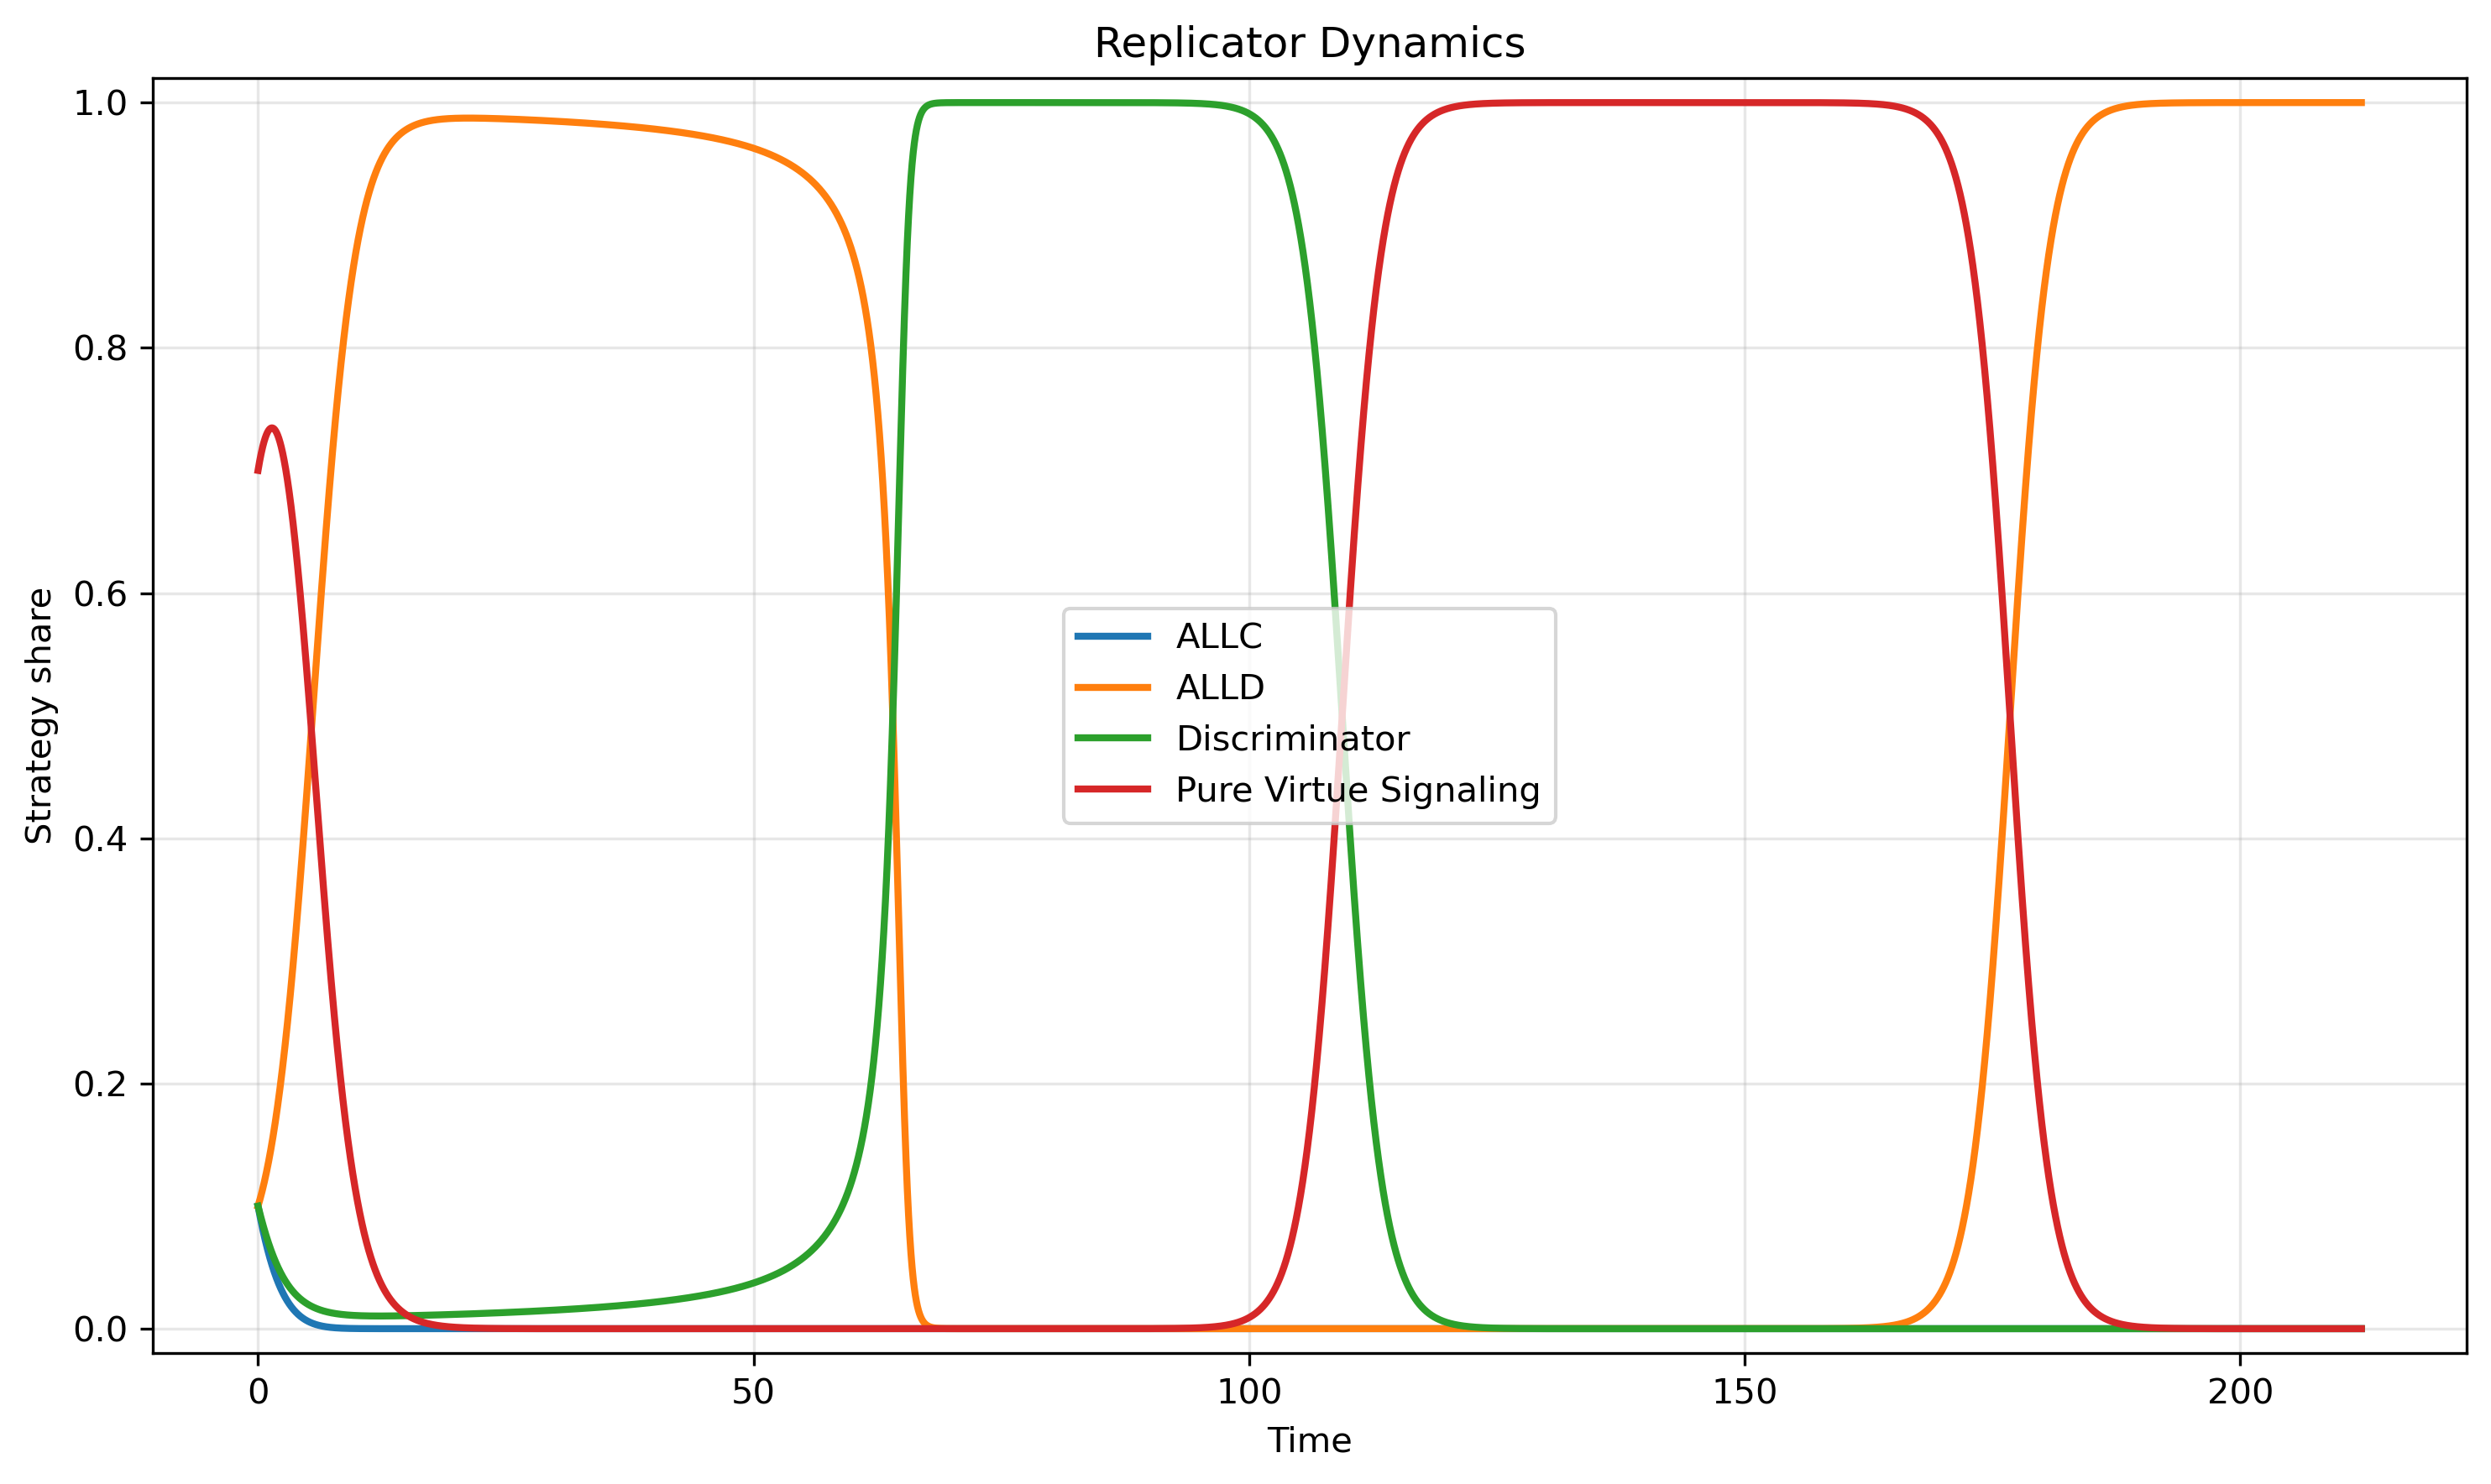 Replicator Dynamics
Strategy share
1.0
0.8
0.6
0.4
0.2
0.0
ALLC
ALLD
Discriminator
Pure Virtue Signaling
0 50 100 150 200
Time